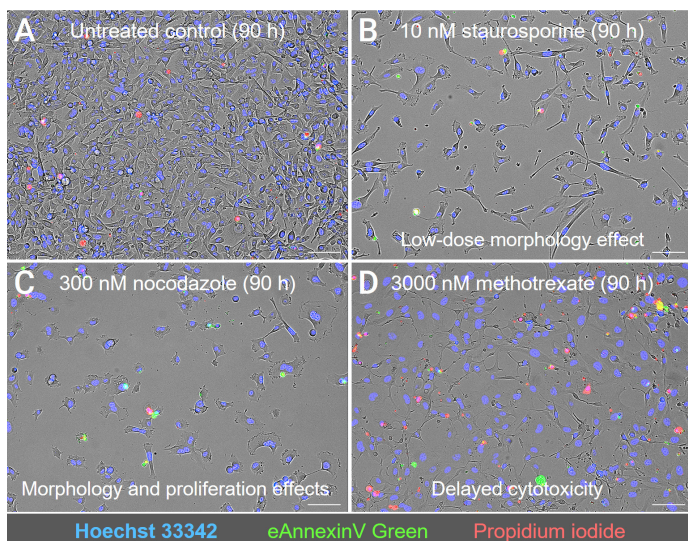 A
Untreated control (90 h)
B
10 nM staurosporine (90 h)
Low-dose morphology effect
C
300 nM nocodazole (90 h)
Morphology and proliferation effects
D
3000 nM methotrexate (90 h)
Delayed cytotoxicity
Hoechst 33342 eAnnexinV Green Propidium iodide